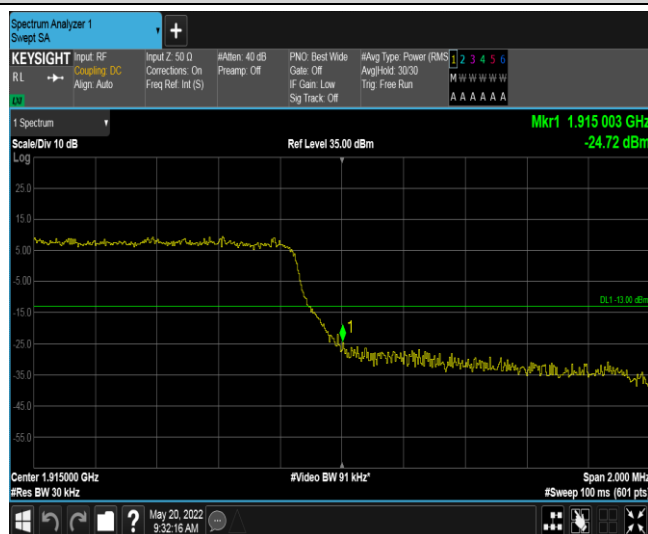 Spectrum Analyzer 1
Swept SA
+
KEYSIGHT Input: RF Input Z: 50 Ω #Atten: 40 dB PNO: Best Wide #Avg Type: Power (RMS 1 2 3 4 5 6
RL Coupling: DC Corrections: On Preamp: Off Gate: Off Avg|Hold: 30/30 M W W W W W
Align: Auto Freq Ref: Int (S) IF Gain: Low Trig: Free Run
Sig Track: Off A A A A A A
LXI
1 Spectrum Mkr1 1.915 003 GHz
Scale/Div 10 dB Ref Level 35.00 dBm -24.72 dBm
Log
25.0
15.0
5.00
-5.00
DL1 -13.00 dBm
-15.0
1
-25.0
-35.0
-45.0
-55.0
Center 1.915000 GHz #Video BW 91 kHz* Span 2.000 MHz
#Res BW 30 kHz #Sweep 100 ms (601 pts)
? May 20, 2022
9:32:16 AM